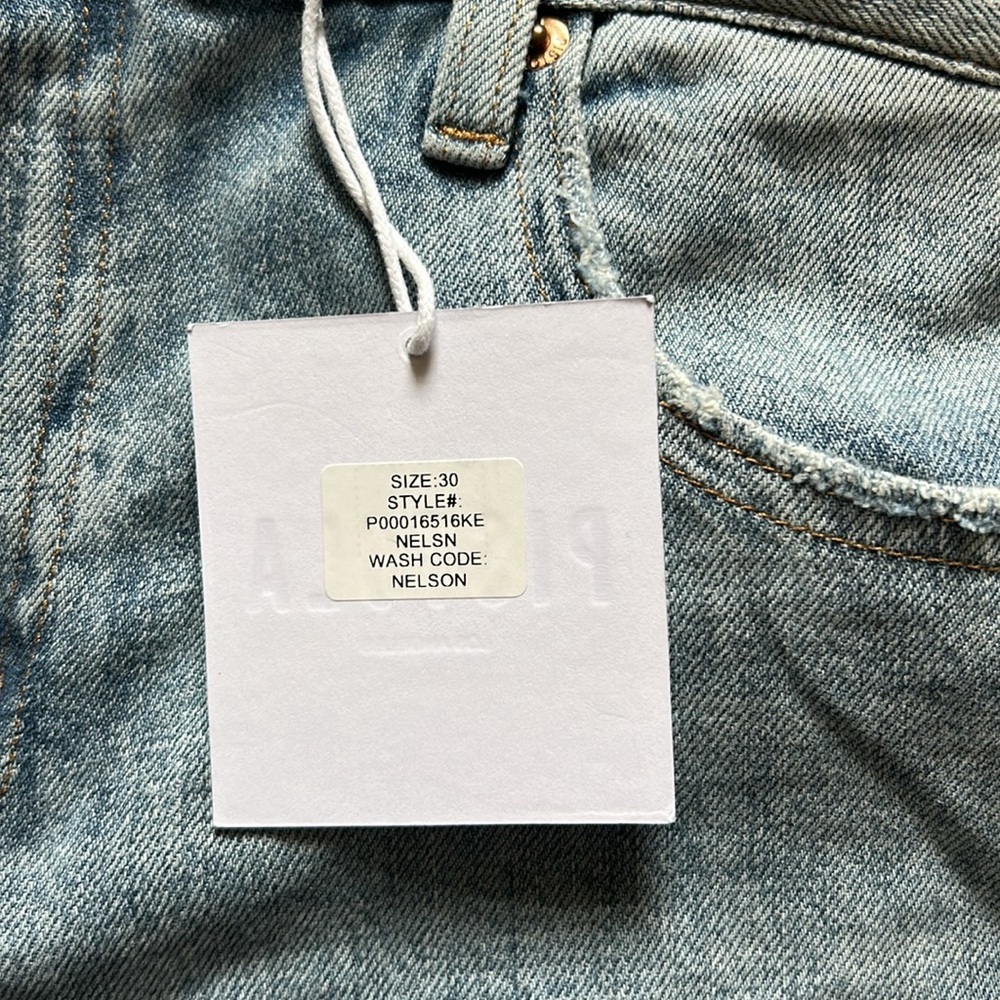 SIZE:30
STYLE#:
P00016516KE
NELSN
WASH CODE:
NELSON